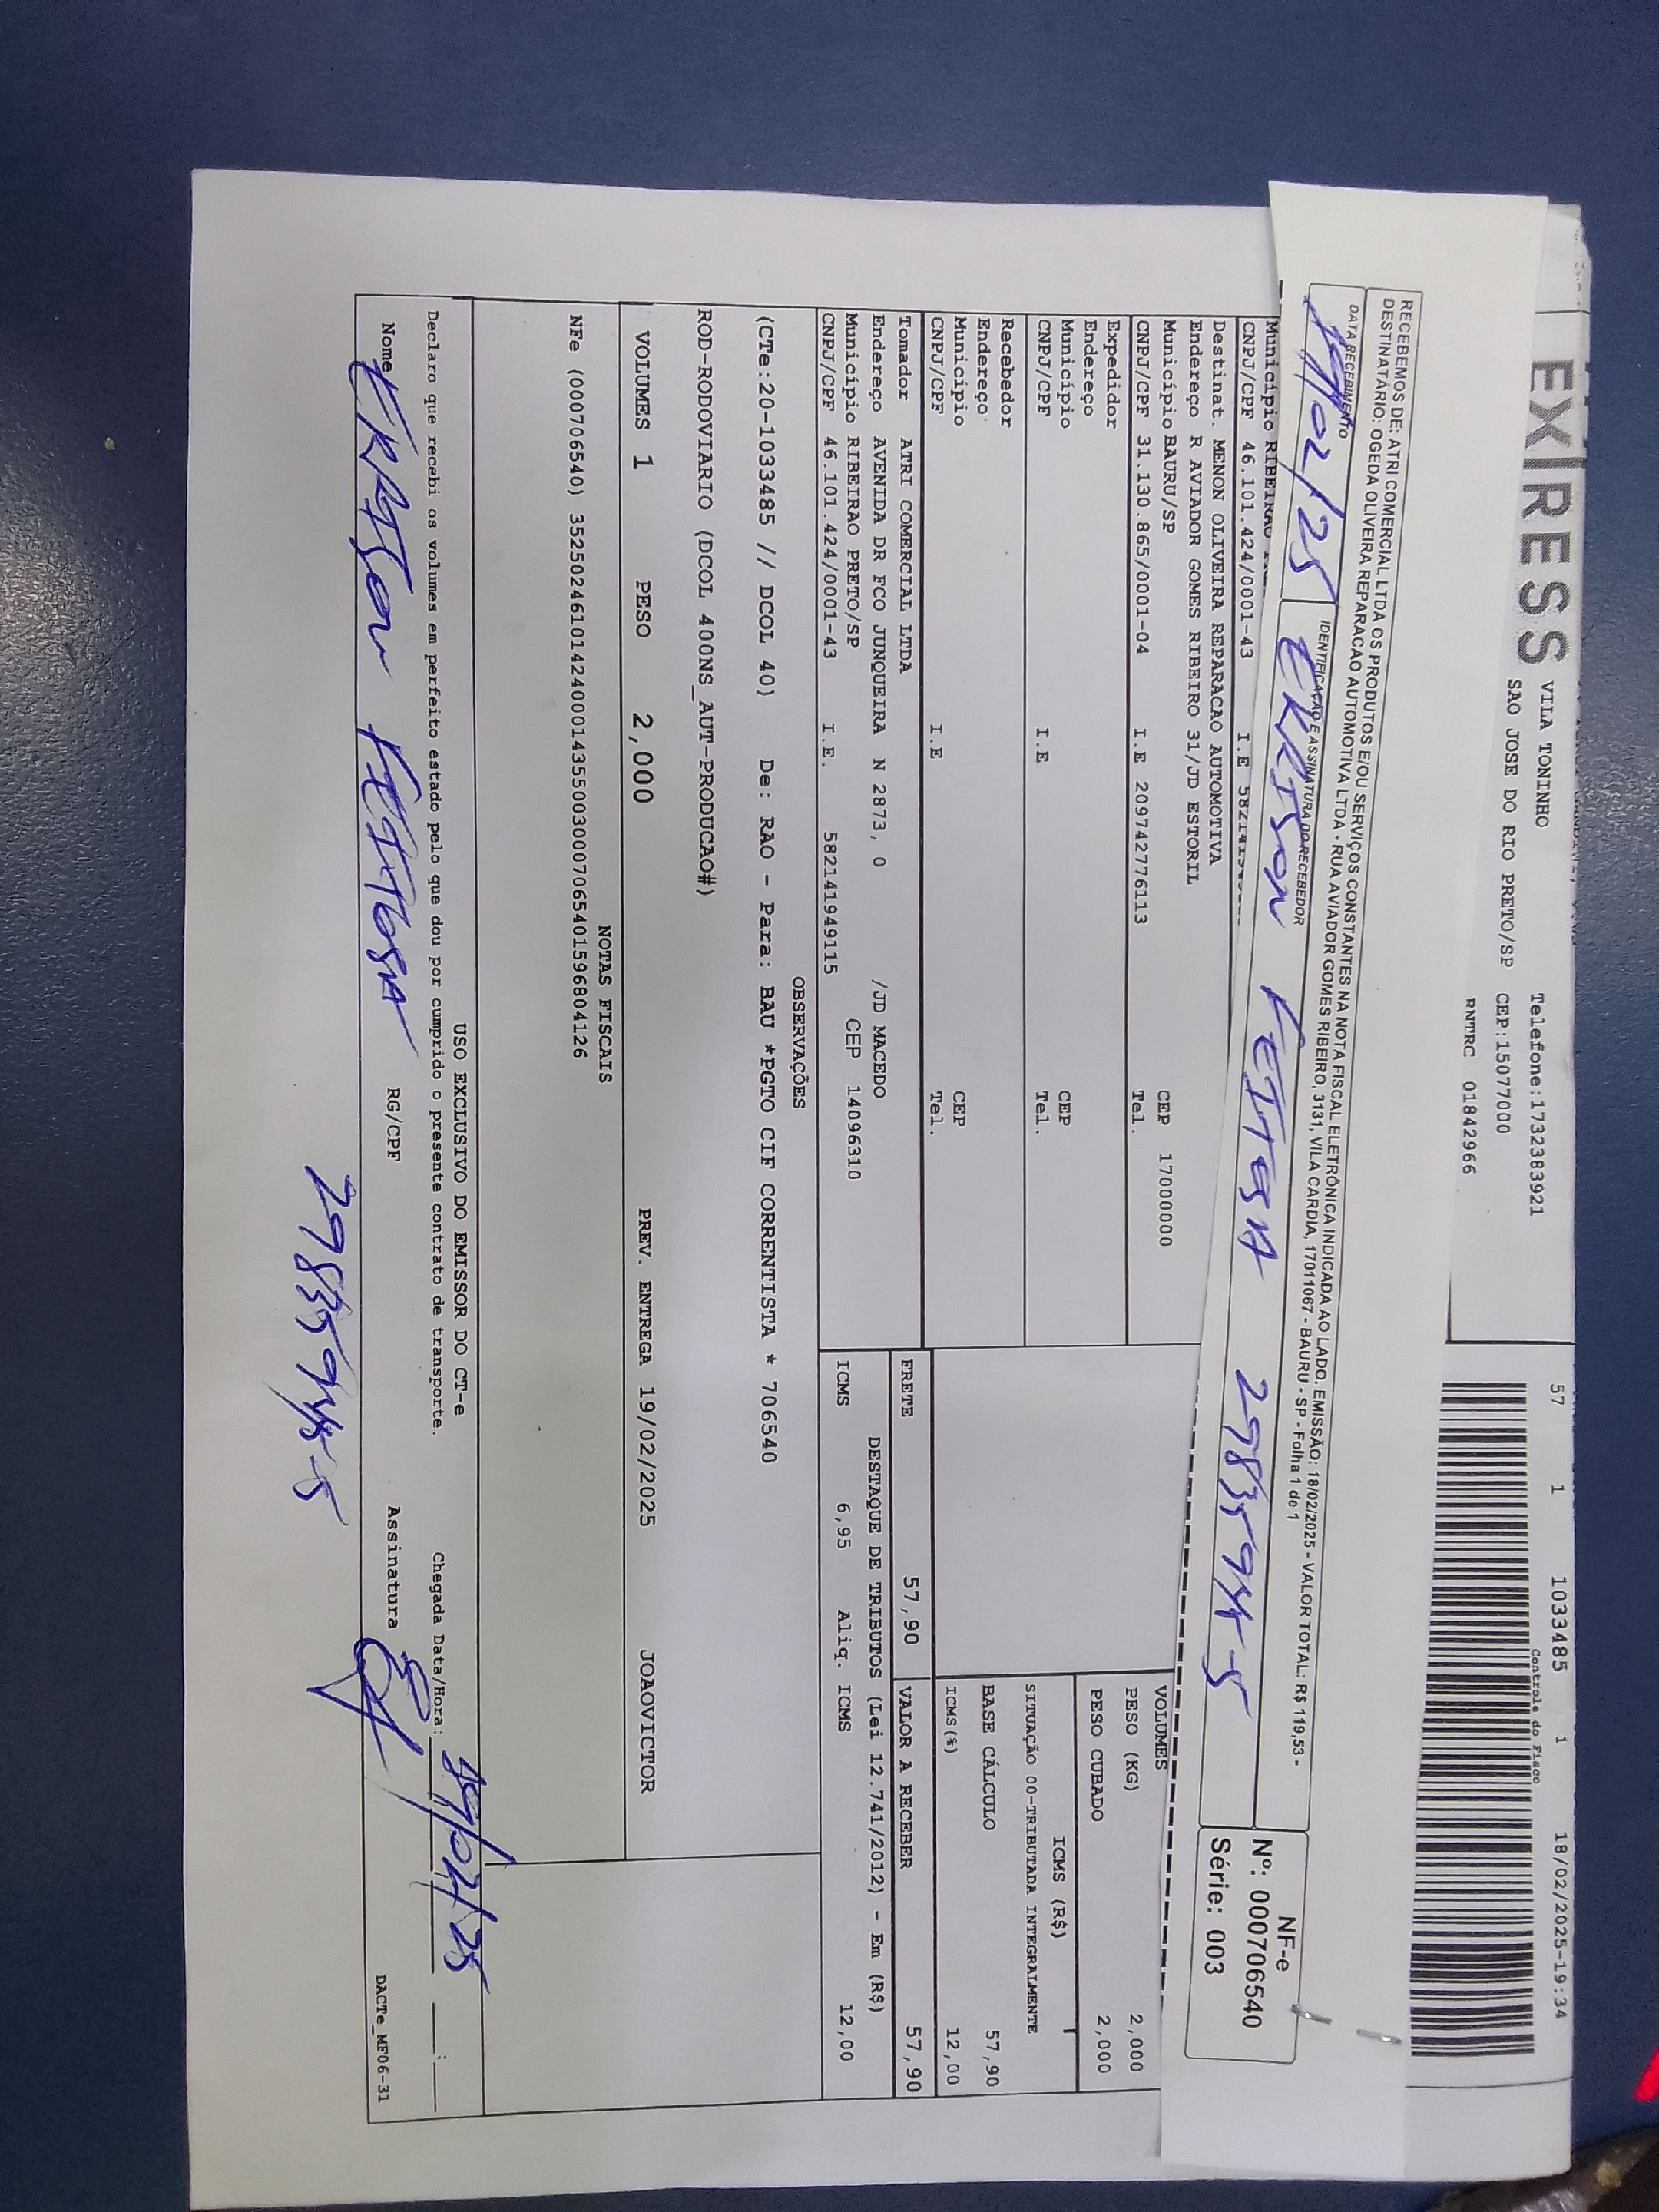 EX
RESS
VILA TONINHO
Telefone:1732383921
SAO JOSE DO RIO PRETO/SP CEP:15077000
RNTRC 01842966
57 1 1033485 1 18/02/2025-19:34
Controle do Fisco
RECEBEMOS DE: ATRI COMERCIAL LTDA OS PRODUTOS E/OU SERVIÇOS CONSTANTES NA NOTA FISCAL ELETRÔNICA INDICADA AO LADO. EMISSÃO: 18/02/2025 - VALOR TOTAL: R$ 119,53 -
DESTINATÁRIO: OGEDA OLIVEIRA REPARACAO AUTOMOTIVA LTDA - RUA AVIADOR GOMES RIBEIRO, 3131, VILA CARDIA, 17011067 - BAURU - SP - Folha 1 de 1
DATA RECEBIMENTO
IDENTIFICAÇÃO E ASSINATURA DO RECEBEDOR
19/02/25
NF-e
Nº: 000706540
Série: 003
Município RIBEIRAO
CNPJ/CPF 46.101.424/0001-43 I.E
Destinat. MENON OLIVEIRA REPARACAO AUTOMOTIVA
Endereço R AVIADOR GOMES RIBEIRO 31/JD ESTORIL
Município BAURU/SP CEP 17000000
CNPJ/CPF 31.130.865/0001-04 I.E 209742776113 Tel.
Expedidor
Endereço
Município CEP
CNPJ/CPF I.E Tel.
Recebedor
Endereço
Município CEP
CNPJ/CPF I.E Tel.
VOLUMES
PESO (KG) 2,000
PESO CUBADO 2,000
ICMS (R$)
SITUAÇÃO 00-TRIBUTADA INTEGRALMENTE
BASE CÁLCULO 57,90
ICMS(%) 12,00
Tomador ATRI COMERCIAL LTDA
Endereço AVENIDA DR FCO JUNQUEIRA N 2873, 0 /JD MACEDO
Município RIBEIRAO PRETO/SP CEP 14096310
CNPJ/CPF 46.101.424/0001-43 I.E. 582141949115
FRETE 57,90 VALOR A RECEBER 57,90
DESTAQUE DE TRIBUTOS (Lei 12.741/2012) - Em (R$)
ICMS 6,95 Aliq. ICMS 12,00
OBSERVAÇÕES
(CTe:20-1033485 // DCOL 40) De: RAO - Para: BAU *PGTO CIF CORRENTISTA * 706540
ROD-RODOVIARIO (DCOL 400NS_AUT-PRODUCAO#)
VOLUMES 1 PESO 2,000 PREV. ENTREGA 19/02/2025 JOAOVICTOR
NOTAS FISCAIS
NFe (000706540) 35250246101424000143550030007065401596804126
USO EXCLUSIVO DO EMISSOR DO CT-e
Declaro que recebi os volumes em perfeito estado pelo que dou por cumprido o presente contrato de transporte.
Chegada Data/Hora: 19/02/25
Nome
RG/CPF
Assinatura
DACTe_MF06-31